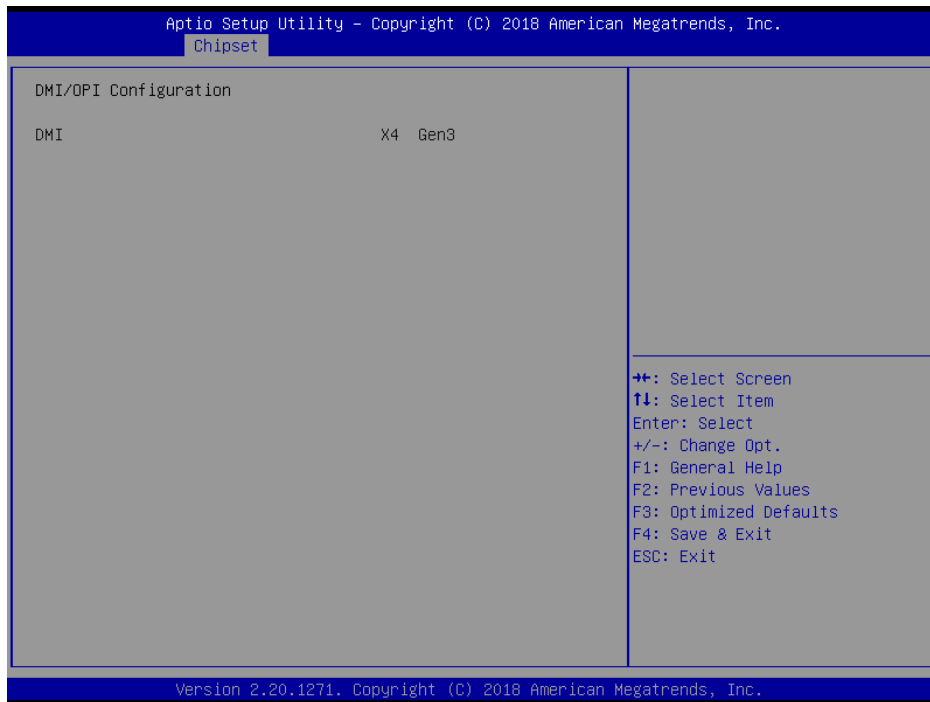 Aptio Setup Utility – Copyright (C) 2018 American Megatrends, Inc.
Chipset
DMI/OPI Configuration
DMI X4 Gen3
→←: Select Screen
↑↓: Select Item
Enter: Select
+/-: Change Opt.
F1: General Help
F2: Previous Values
F3: Optimized Defaults
F4: Save & Exit
ESC: Exit
Version 2.20.1271. Copyright (C) 2018 American Megatrends, Inc.